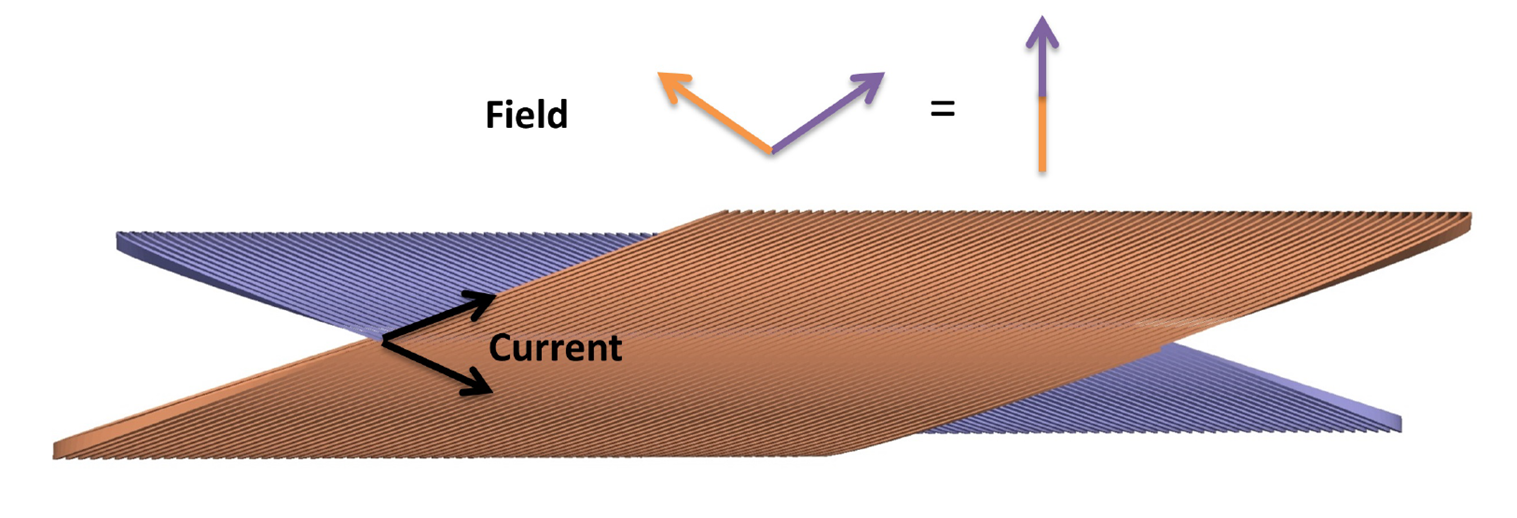 Field
=
Current